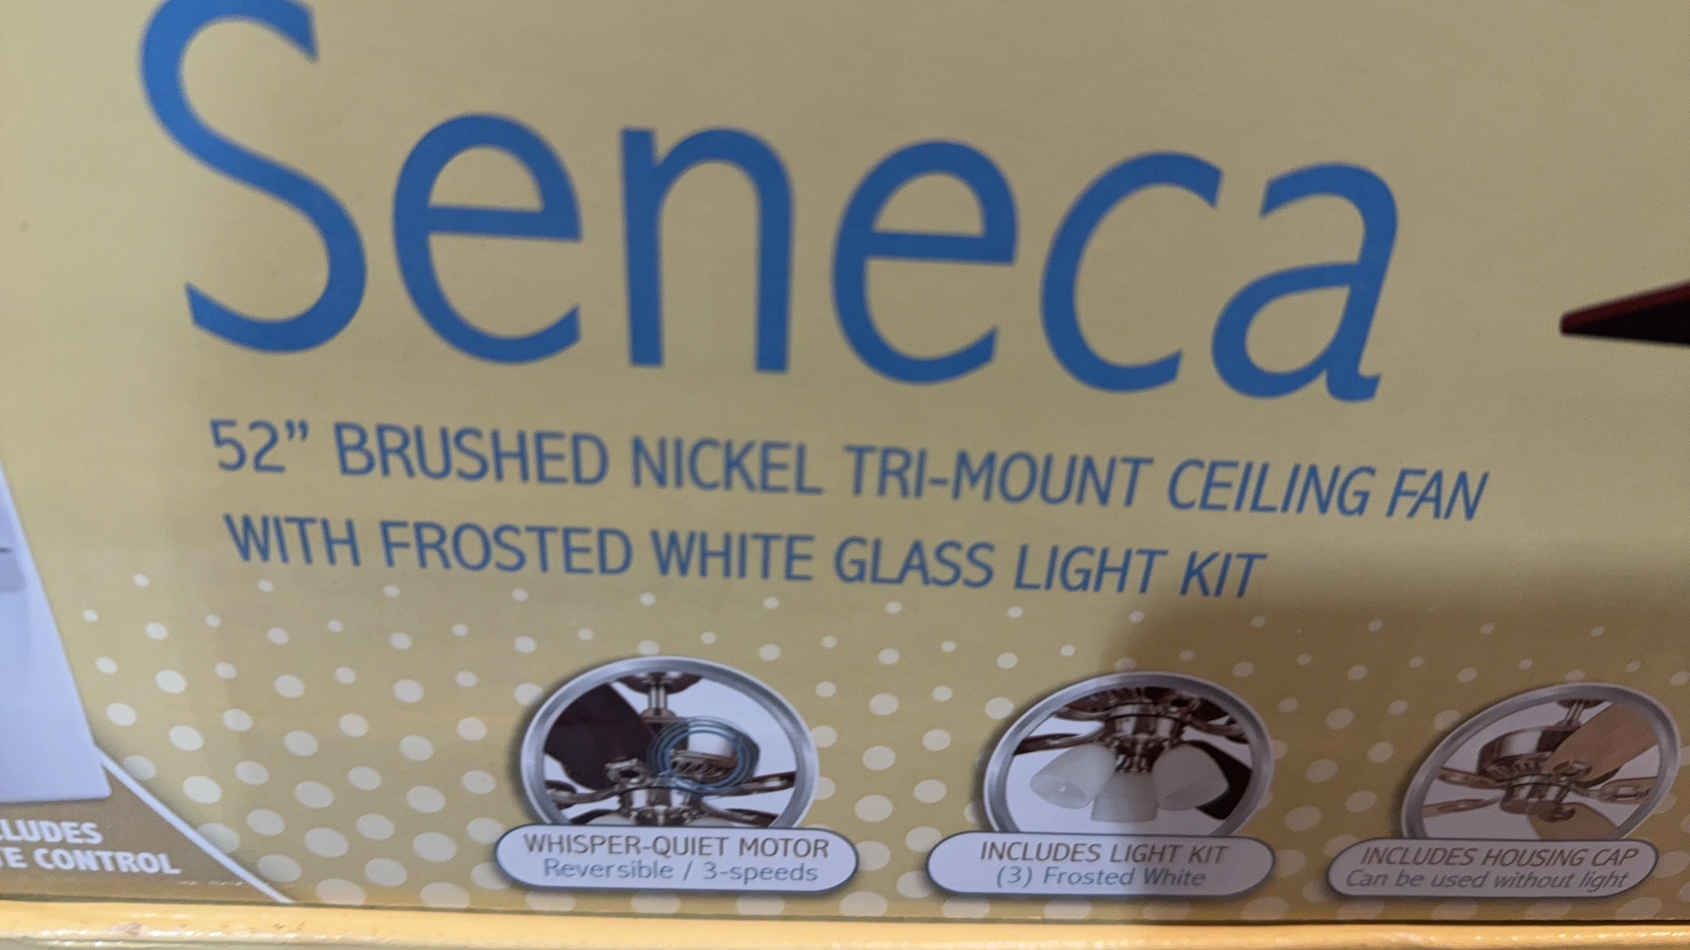 Seneca
52” BRUSHED NICKEL TRI-MOUNT CEILING FAN
WITH FROSTED WHITE GLASS LIGHT KIT
CONTROL
WHISPER-QUIET MOTOR
Reversible / 3-speeds
INCLUDES LIGHT KIT
(3) Frosted White
INCLUDES HOUSING CAP
Can be used without light